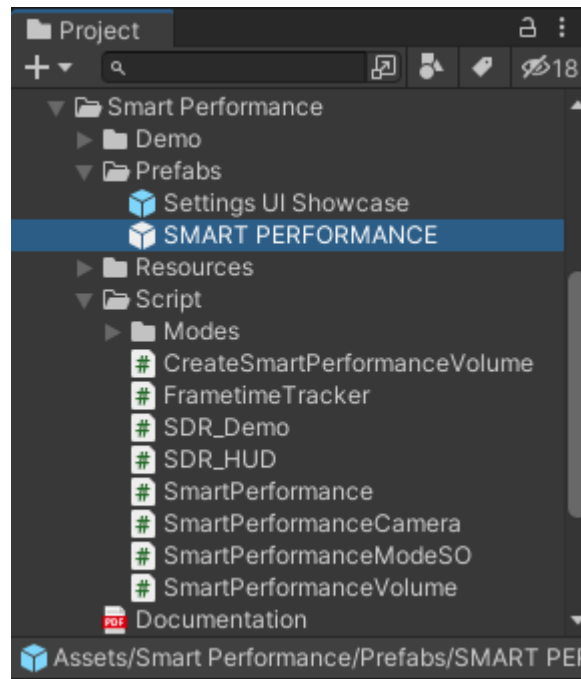 Project
18
Smart Performance
Demo
Prefabs
Settings UI Showcase
SMART PERFORMANCE
Resources
Script
Modes
# CreateSmartPerformanceVolume
# FrametimeTracker
# SDR_Demo
# SDR_HUD
# SmartPerformance
# SmartPerformanceCamera
# SmartPerformanceModeSO
# SmartPerformanceVolume
PDF Documentation
Assets/Smart Performance/Prefabs/SMART PE